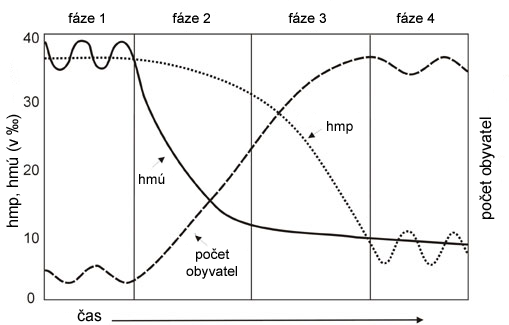 fáze 1 fáze 2 fáze 3 fáze 4
40
30
20
10
0
hmp, hmú (v ‰)
hmp
hmú
počet
obyvatel
počet obyvatel
čas